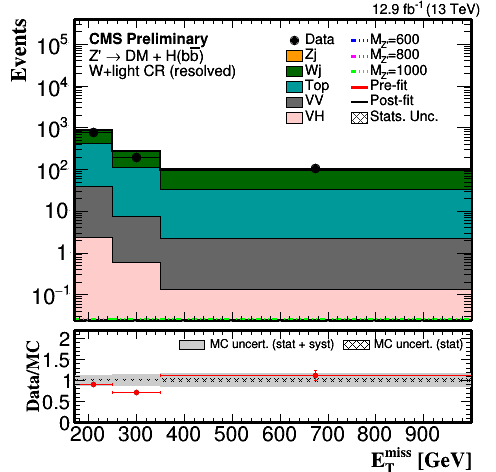 12.9 fb⁻¹ (13 TeV)
Events
CMS Preliminary
Z' → DM + H(bb̅)
W+light CR (resolved)
Data
Zj
Wj
Top
VV
VH
M_Z'=600
M_Z'=800
M_Z'=1000
Pre-fit
Post-fit
Stats. Unc.
10⁴
10³
10²
10
1
10⁻¹
Data/MC
MC uncert. (stat + syst)
MC uncert. (stat)
2
1.5
1
0.5
0
200 300 400 500 600 700 800 900
E_T^miss [GeV]